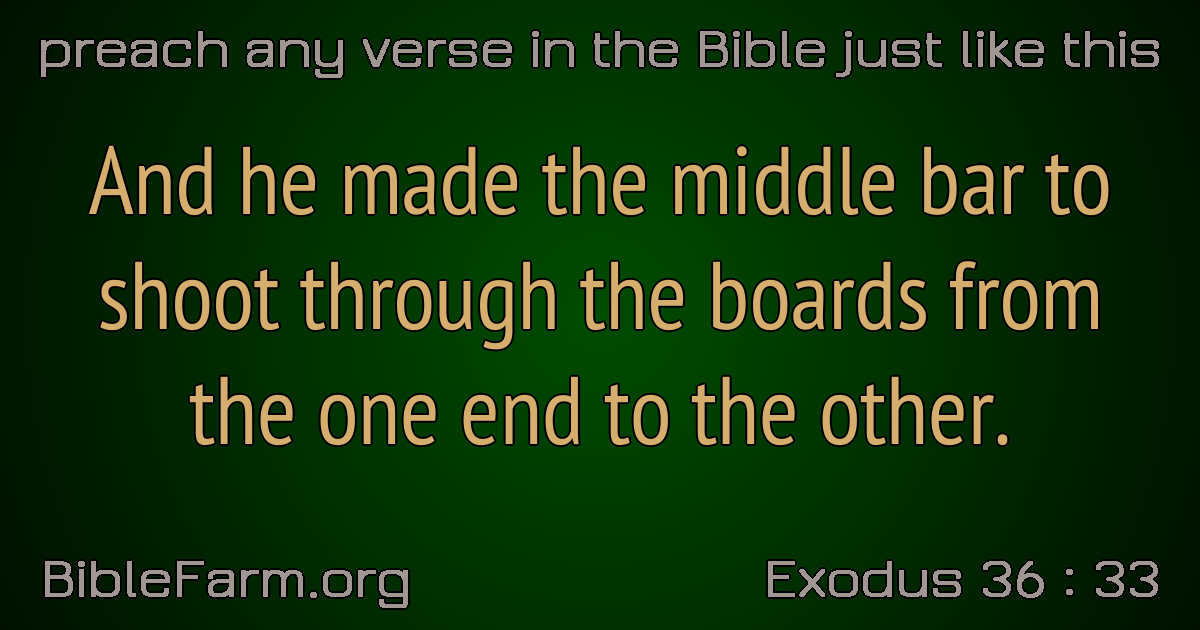 preach any verse in the Bible just like this
And he made the middle bar to
shoot through the boards from
the one end to the other.
BibleFarm.org
Exodus 36 : 33